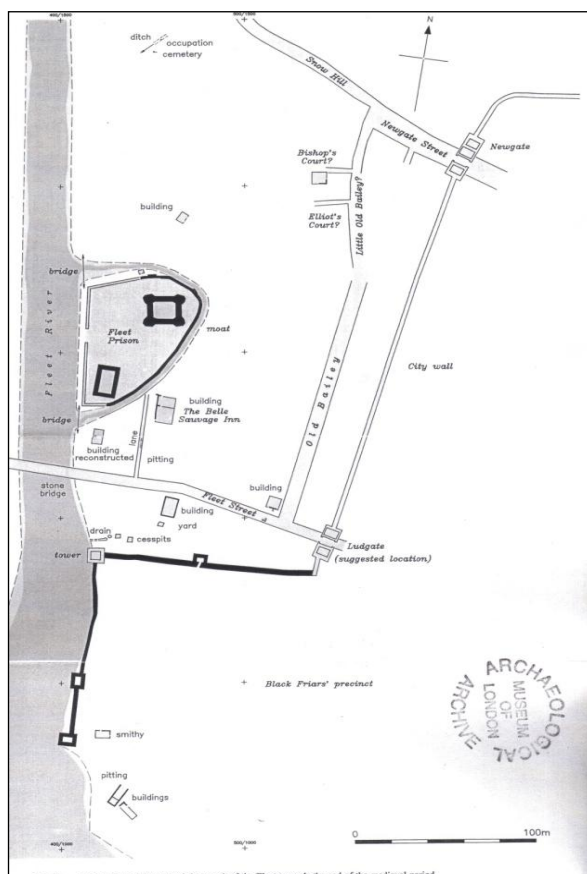 400/1800
N
ditch
occupation
cemetery
Snow Hill
Newgate Street
Newgate
Bishop's
Court?
building
Elliot's
Court?
Little Old Bailey?
bridge
Fleet River
Fleet
Prison
moat
City wall
Old Bailey
building
The Belle
Sauvage Inn
bridge
building
reconstructed
lane
pitting
stone
bridge
building
Fleet Street
building
yard
drain
cesspits
tower
Ludgate
(suggested location)
Black Friars' precinct
ARCHAEOLOGICAL
ARCHIVE
MUSEUM
OF
LONDON
smithy
pitting
buildings
0
100m
400/1000
500/1000